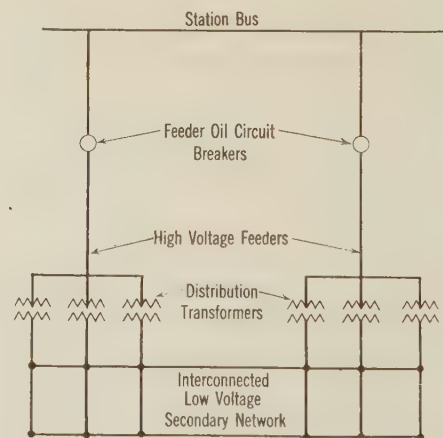 Station Bus
Feeder Oil Circuit
Breakers
High Voltage Feeders
Distribution
Transformers
Interconnected
Low Voltage
Secondary Network